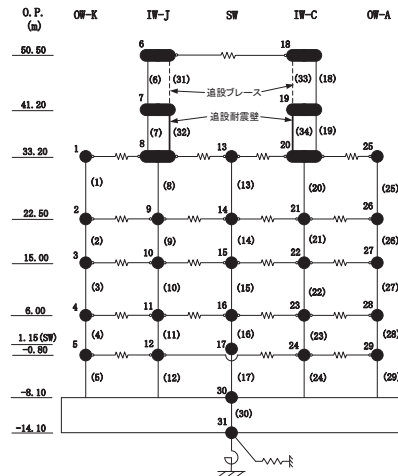 O.P.
(m)
OW-K IW-J SW IW-C OW-A
50.50
6 18
(6) (31) (33) (18)
追設ブレース
41.20
7 19
追設耐震壁
(7) (32) (34) (19)
33.20
1 8 13 20 25
(1) (8) (13) (20) (25)
22.50
2 9 14 21 26
(2) (9) (14) (21) (26)
15.00
3 10 15 22 27
(3) (10) (15) (22) (27)
6.00
4 11 16 23 28
(4) (11) (16) (23) (28)
1.15(SW)
-0.80
5 12 17 24 29
(5) (12) (17) (24) (29)
-8.10
30
(30)
-14.10
31